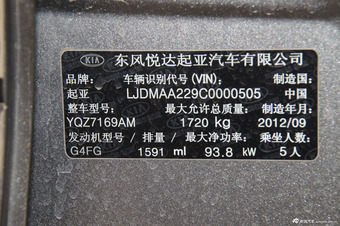 KIA 东风悦达起亚汽车有限公司
品牌: 车辆识别代号(VIN): 制造国:
起亚 LJDMAA229C0000505 中国
整车型号: 最大允许总质量: 制造年月:
YQZ7169AM 1720 kg 2012/09
发动机型号 / 排量 / 最大净功率: 乘坐人数:
G4FG 1591 ml 93.8 kW 5人